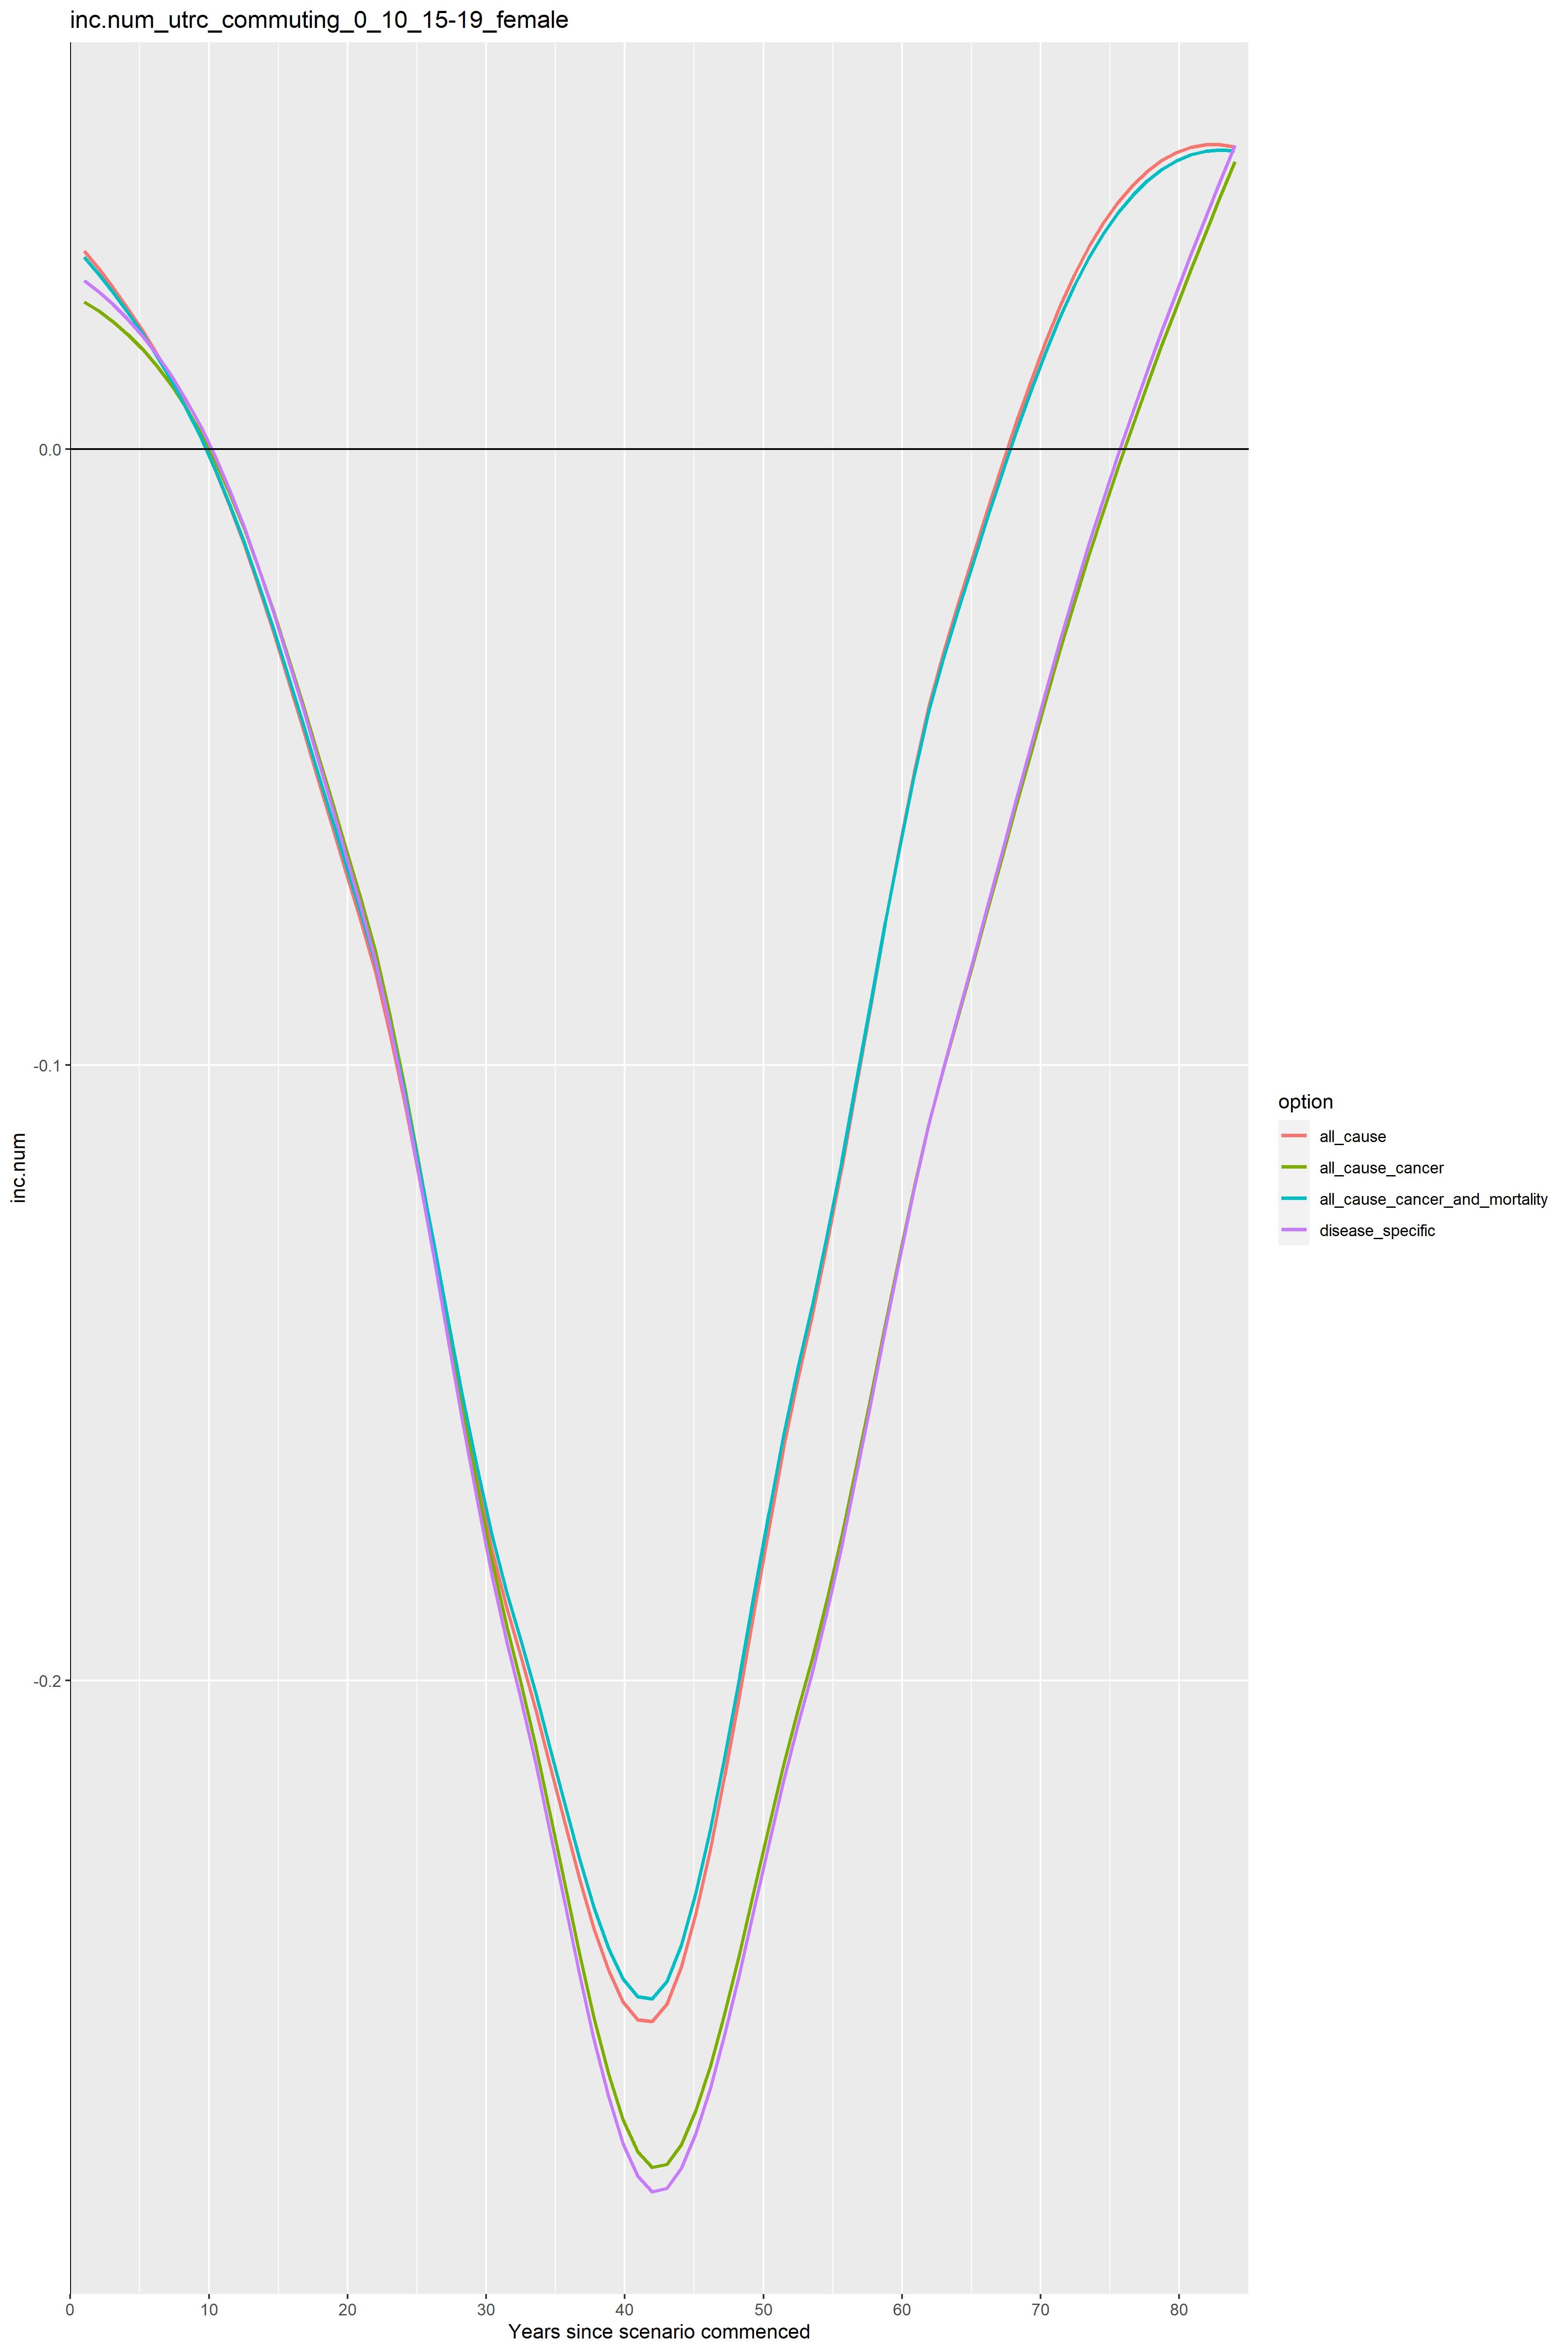 inc.num_utrc_commuting_0_10_15-19_female
0.0
-0.1
-0.2
inc.num
0 10 20 30 40 50 60 70 80
Years since scenario commenced
option
all_cause
all_cause_cancer
all_cause_cancer_and_mortality
disease_specific